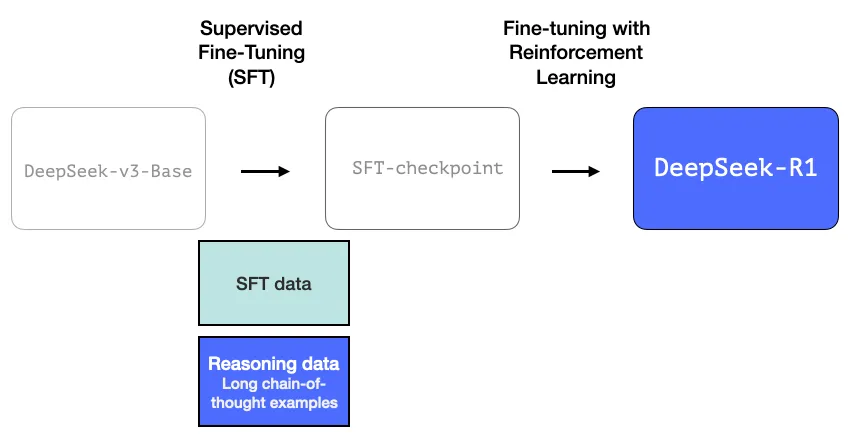 Supervised
Fine-Tuning
(SFT)
Fine-tuning with
Reinforcement
Learning
DeepSeek-v3-Base
SFT-checkpoint
DeepSeek-R1
SFT data
Reasoning data
Long chain-of-
thought examples